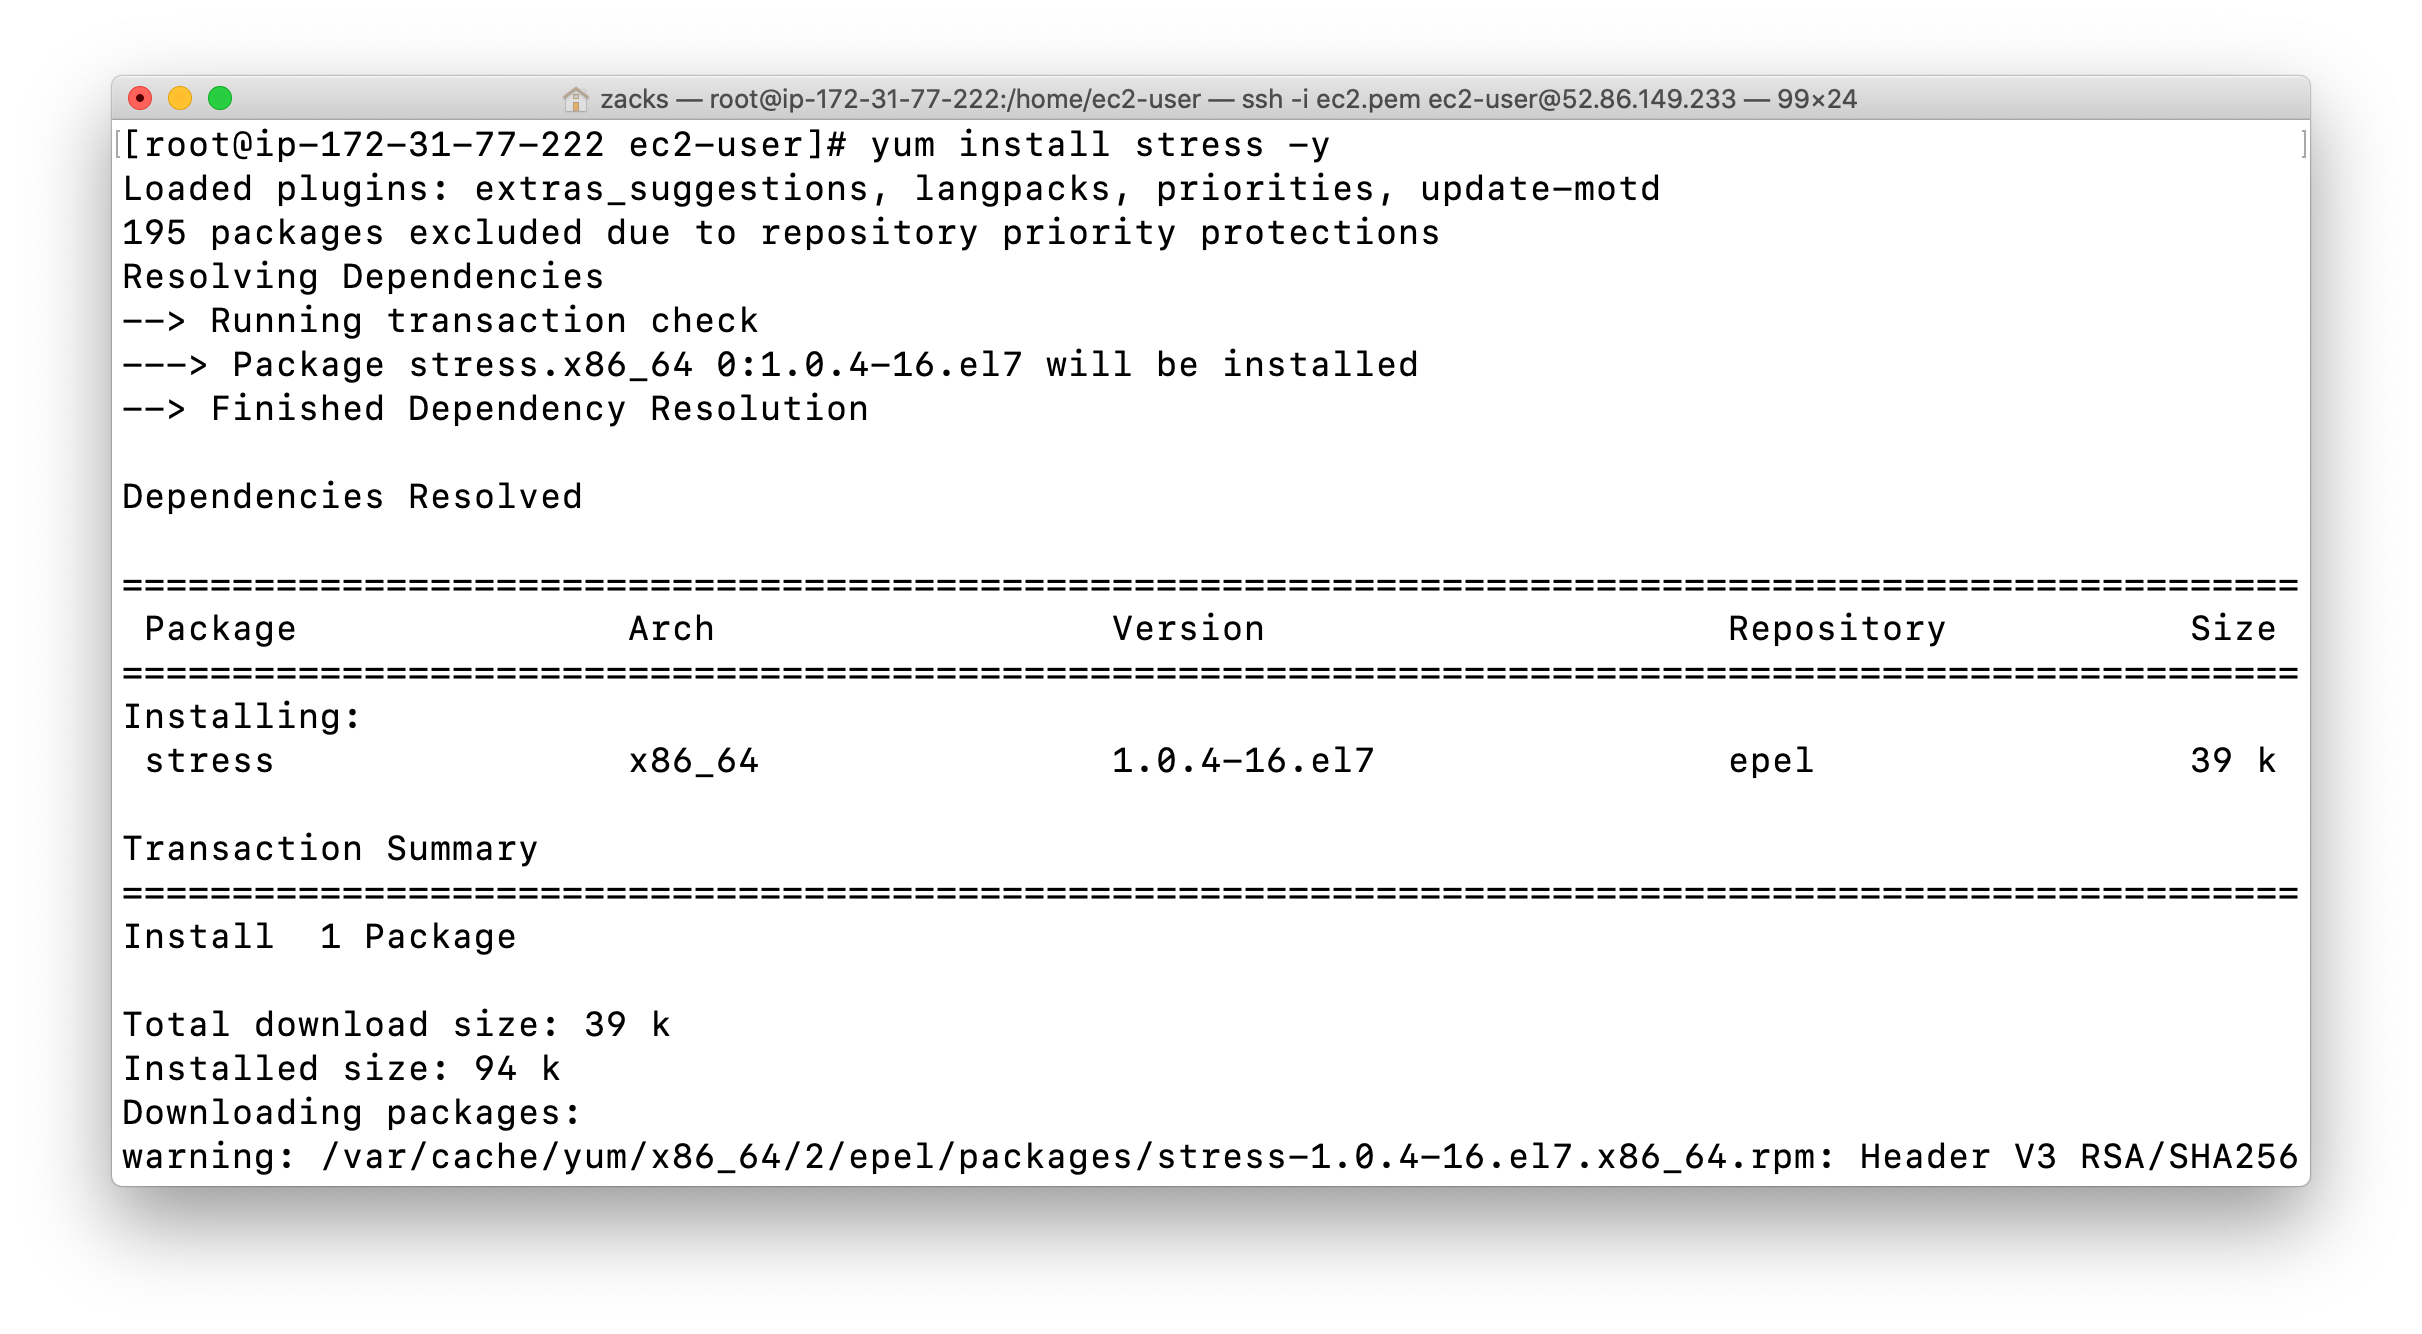 zacks — root@ip-172-31-77-222:/home/ec2-user — ssh -i ec2.pem ec2-user@52.86.149.233 — 99×24
[[root@ip-172-31-77-222 ec2-user]# yum install stress -y ]
Loaded plugins: extras_suggestions, langpacks, priorities, update-motd
195 packages excluded due to repository priority protections
Resolving Dependencies
--> Running transaction check
---> Package stress.x86_64 0:1.0.4-16.el7 will be installed
--> Finished Dependency Resolution
Dependencies Resolved
===========================================================================================================
Package Arch Version Repository Size
===========================================================================================================
Installing:
stress x86_64 1.0.4-16.el7 epel 39 k
Transaction Summary
===========================================================================================================
Install  1 Package
Total download size: 39 k
Installed size: 94 k
Downloading packages:
warning: /var/cache/yum/x86_64/2/epel/packages/stress-1.0.4-16.el7.x86_64.rpm: Header V3 RSA/SHA256